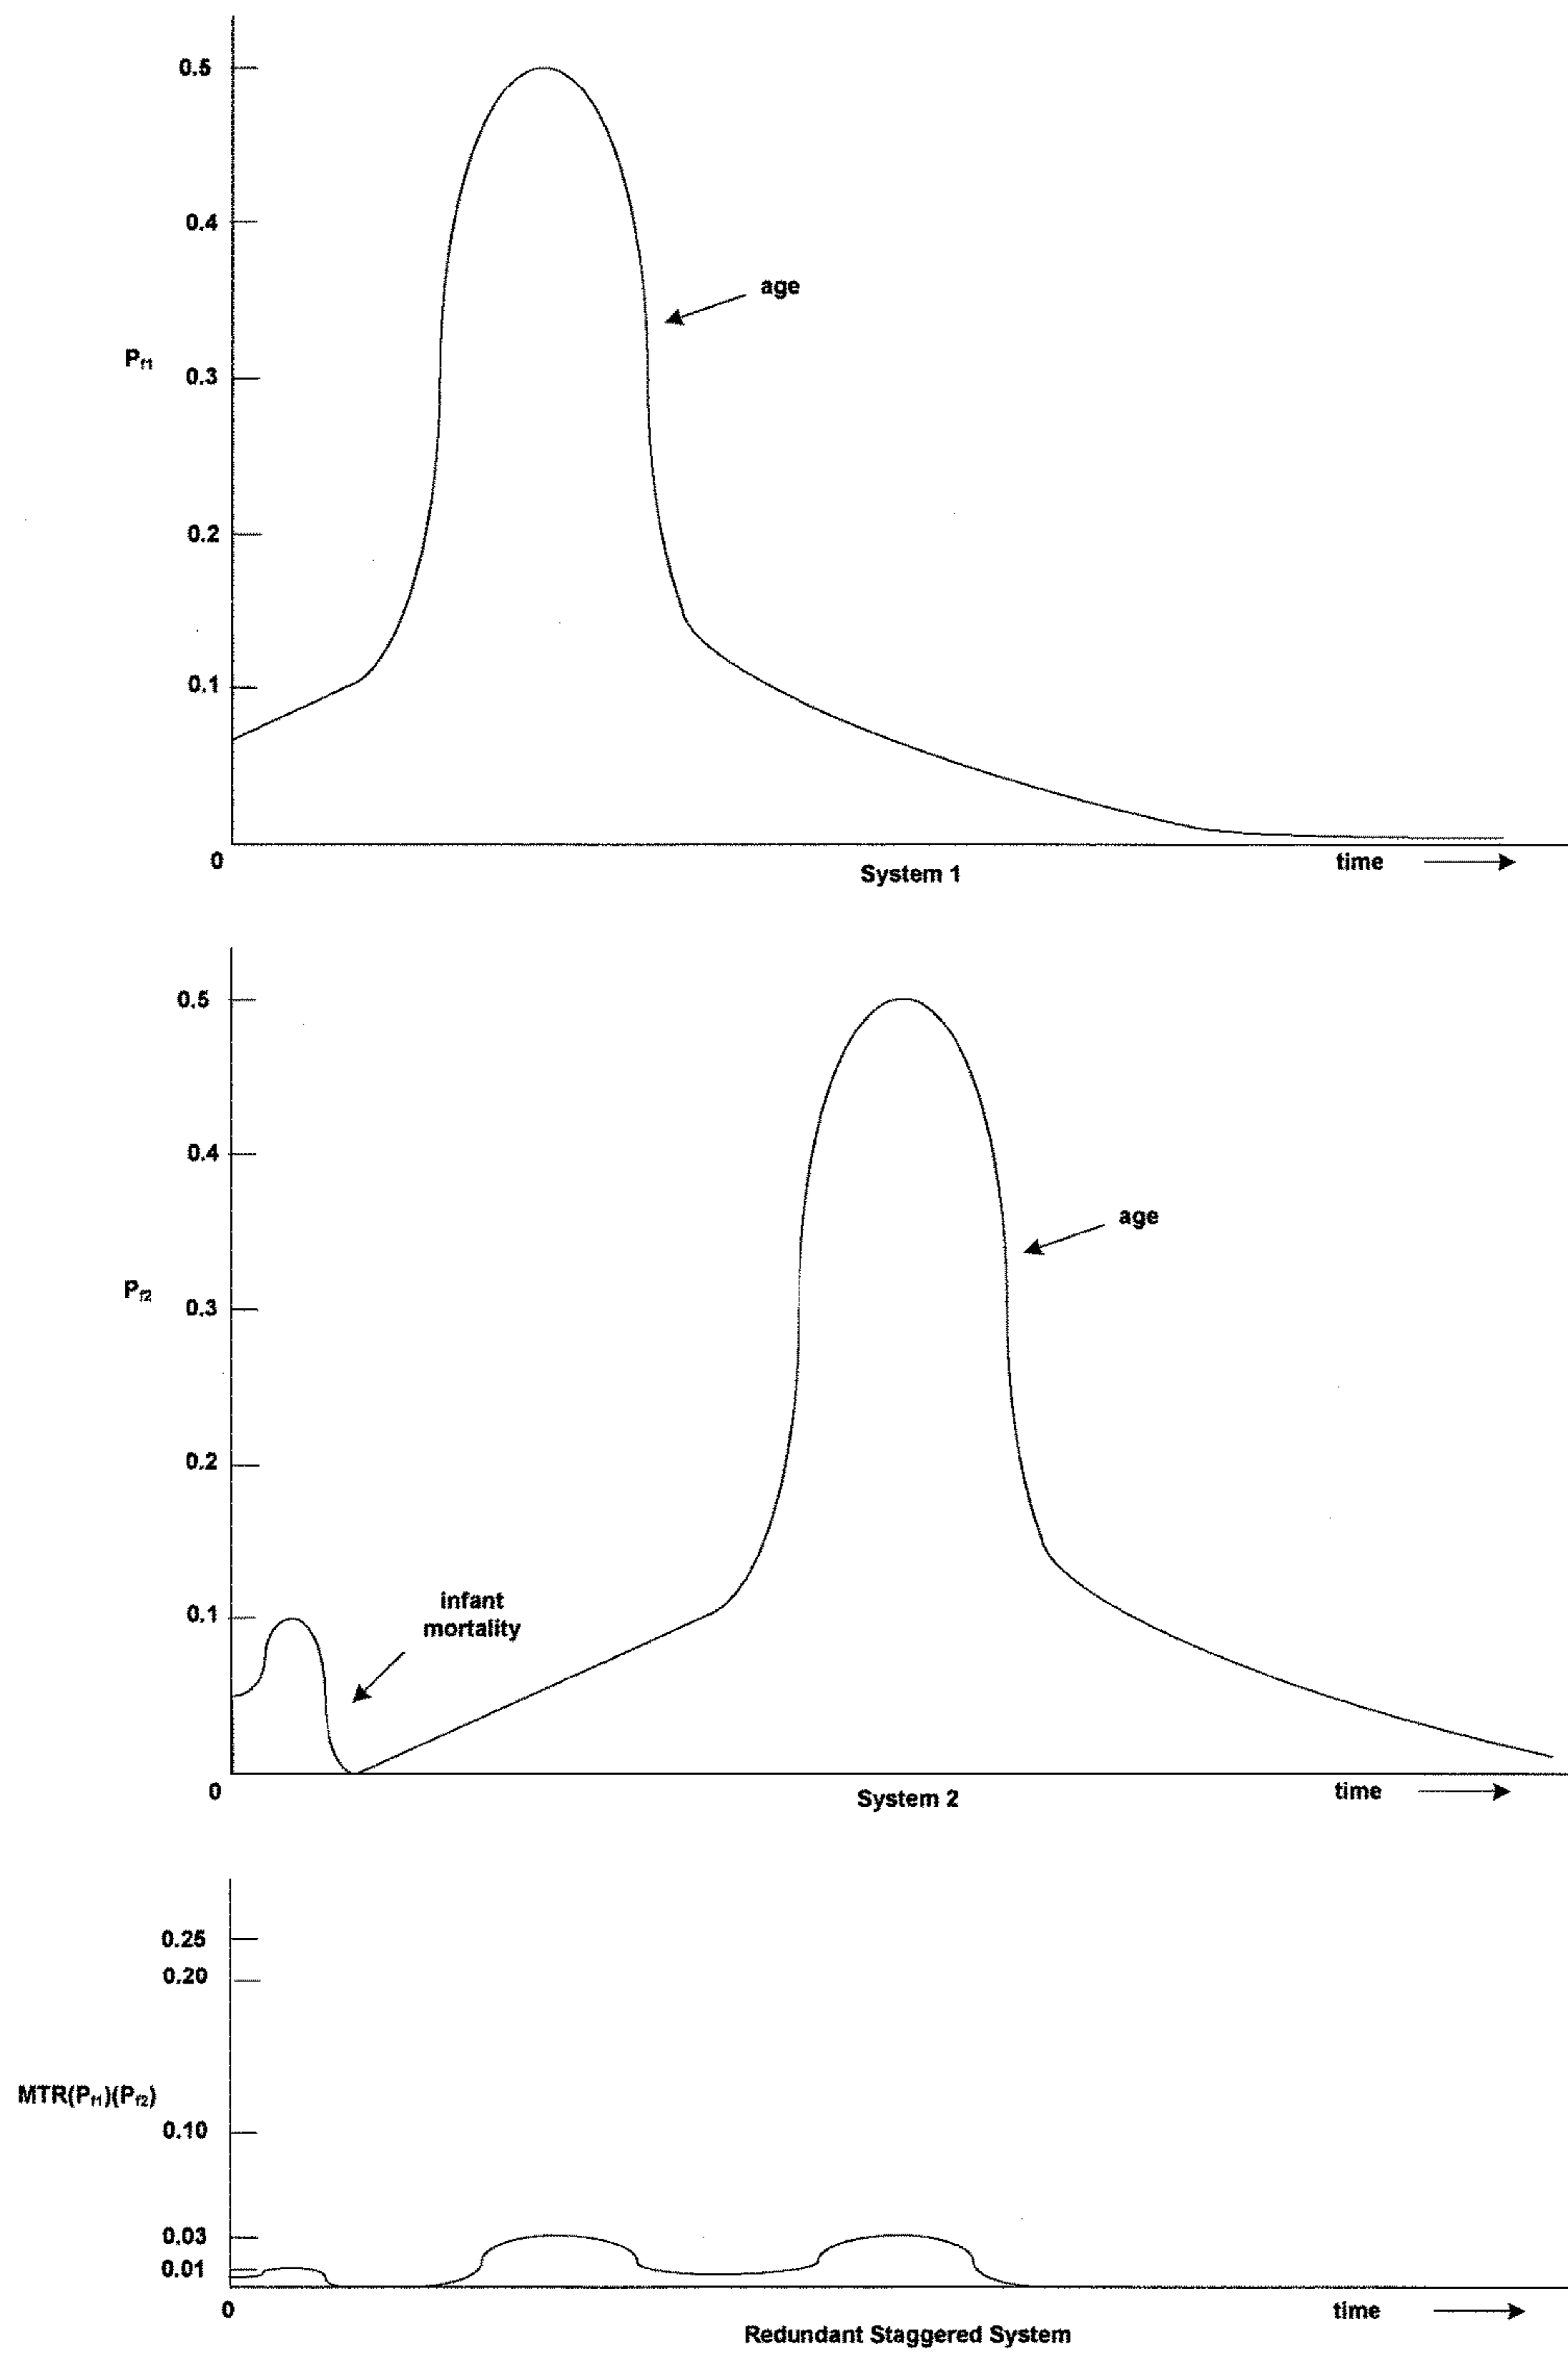 0.5
0.4
age
Pf1
0.3
0.2
0.1
0
System 1
time
0.5
0.4
age
Pf2
0.3
0.2
infant
mortality
0.1
0
System 2
time
0.25
0.20
MTR(Pf1)(Pf2)
0.10
0.03
0.01
0
time
Redundant Staggered System